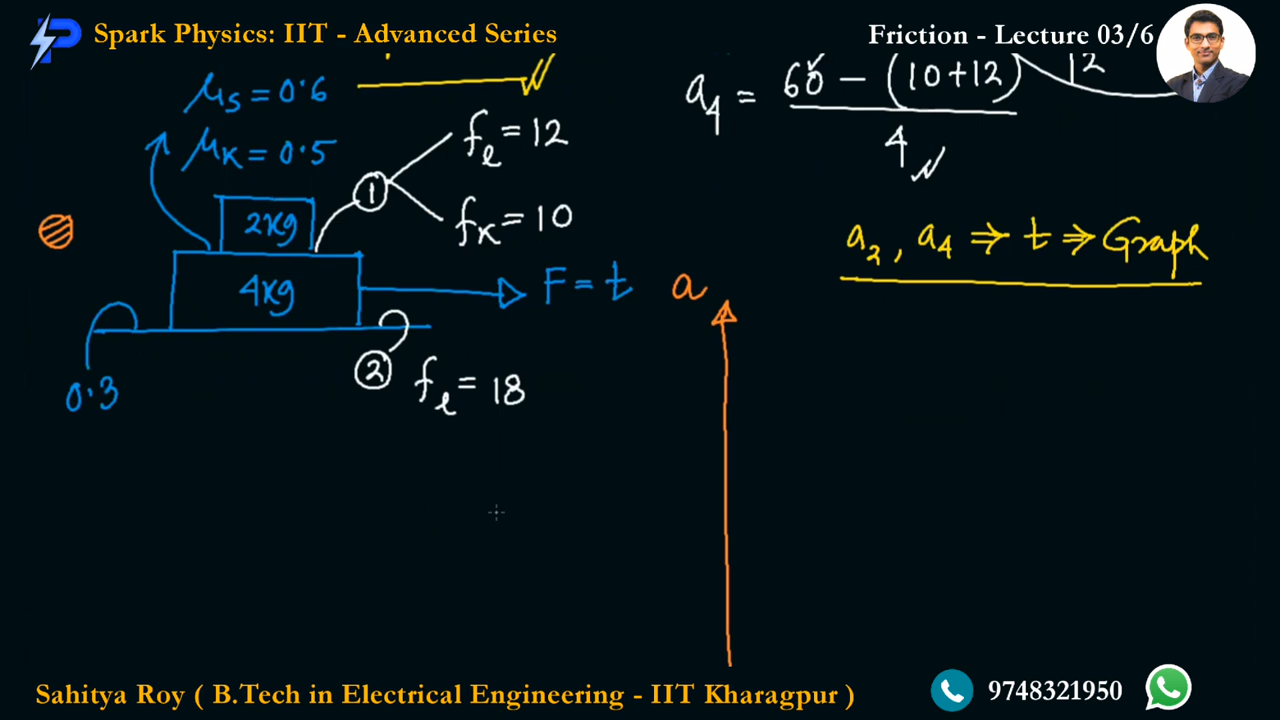 Spark Physics: IIT - Advanced Series
Friction - Lecture 03/6
μs = 0.6
μK = 0.5
① fl = 12
fK = 10
2Kg
4Kg
F = t
0.3
② fl = 18
a4 = 60 - (10+12) / 4
12
a2, a4 ⇒ t ⇒ Graph
a
Sahitya Roy ( B.Tech in Electrical Engineering - IIT Kharagpur )
9748321950